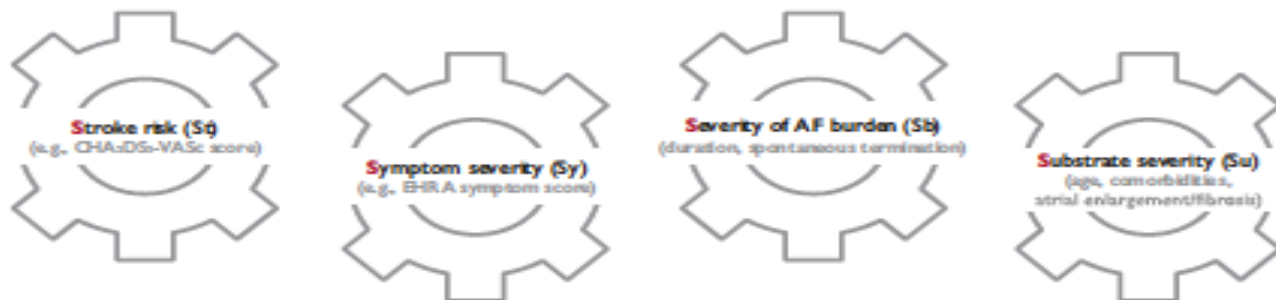 Stroke risk (St)
(e.g., CHA₂DS₂-VASc score)
Symptom severity (Sy)
(e.g., EHRA symptom score)
Severity of AF burden (Sb)
(duration, spontaneous termination)
Substrate severity (Su)
(age, comorbidities,
atrial enlargement/fibrosis)